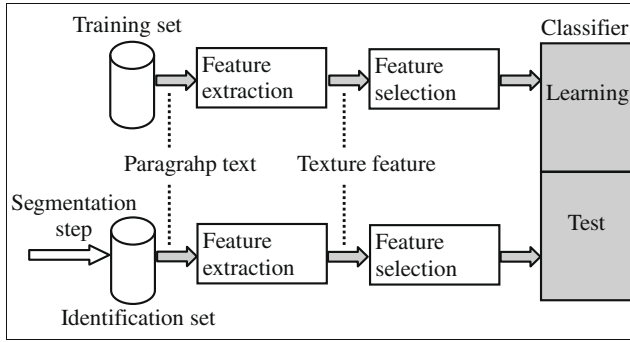 Training set
Classifier
Feature
extraction
Feature
selection
Learning
Paragrahp text
Texture feature
Segmentation
step
Feature
extraction
Feature
selection
Test
Identification set